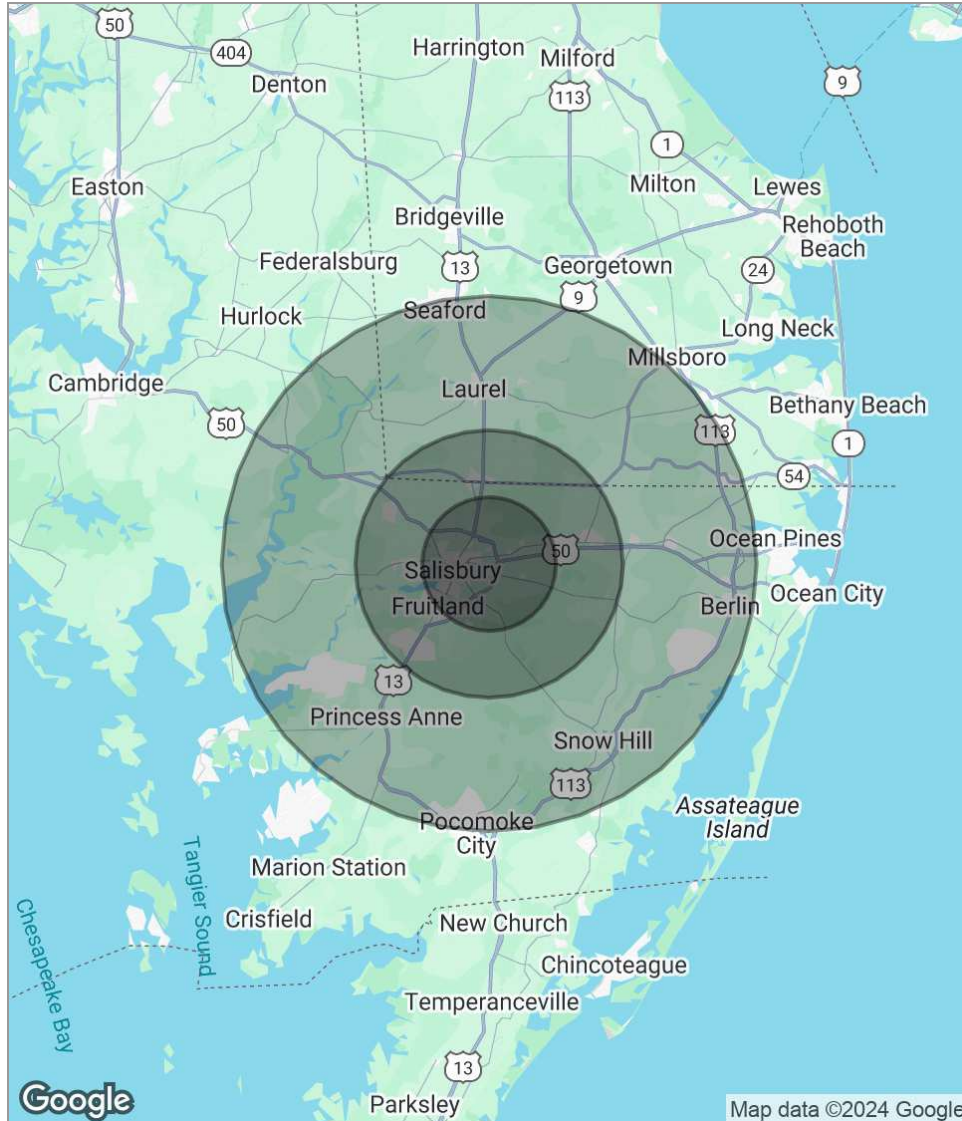 50
404
Harrington
Milford
Denton
113
9
1
Easton
Milton
Lewes
Bridgeville
Rehoboth
Beach
Federalsburg
13
Georgetown
24
9
Hurlock
Seaford
Long Neck
Millsboro
Cambridge
Laurel
50
Bethany Beach
113
1
54
Ocean Pines
50
Salisbury
Fruitland
Berlin
Ocean City
13
Princess Anne
Snow Hill
113
Assateague
Island
Pocomoke
City
Marion Station
Tangier Sound
Crisfield
New Church
Chesapeake Bay
Chincoteague
Temperanceville
13
Parksley
Google
Map data ©2024 Google